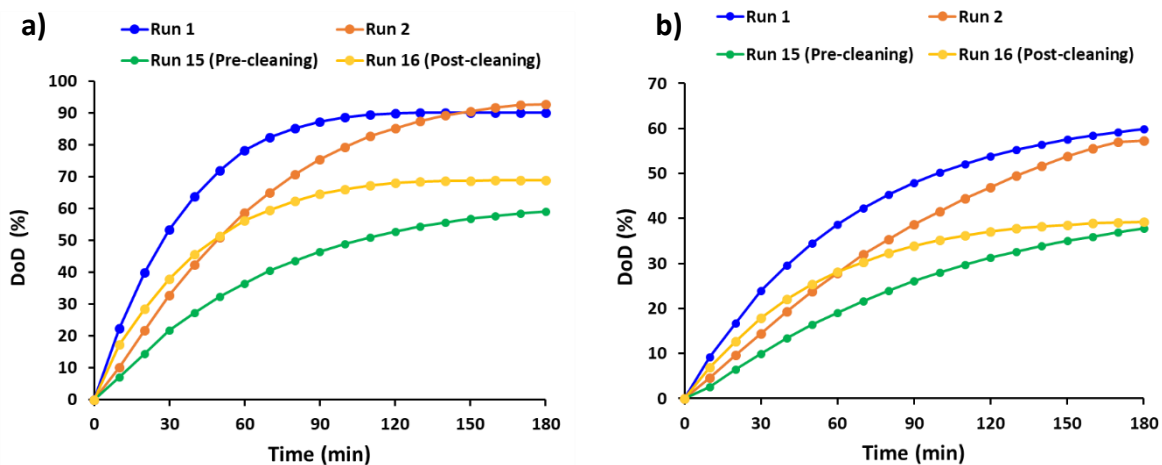 a)
Run 1
Run 2
Run 15 (Pre-cleaning)
Run 16 (Post-cleaning)
100
90
80
70
60
50
40
30
20
10
0
DoD (%)
0 30 60 90 120 150 180
Time (min)
b)
Run 1
Run 2
Run 15 (Pre-cleaning)
Run 16 (Post-cleaning)
70
60
50
40
30
20
10
0
DoD (%)
0 30 60 90 120 150 180
Time (min)